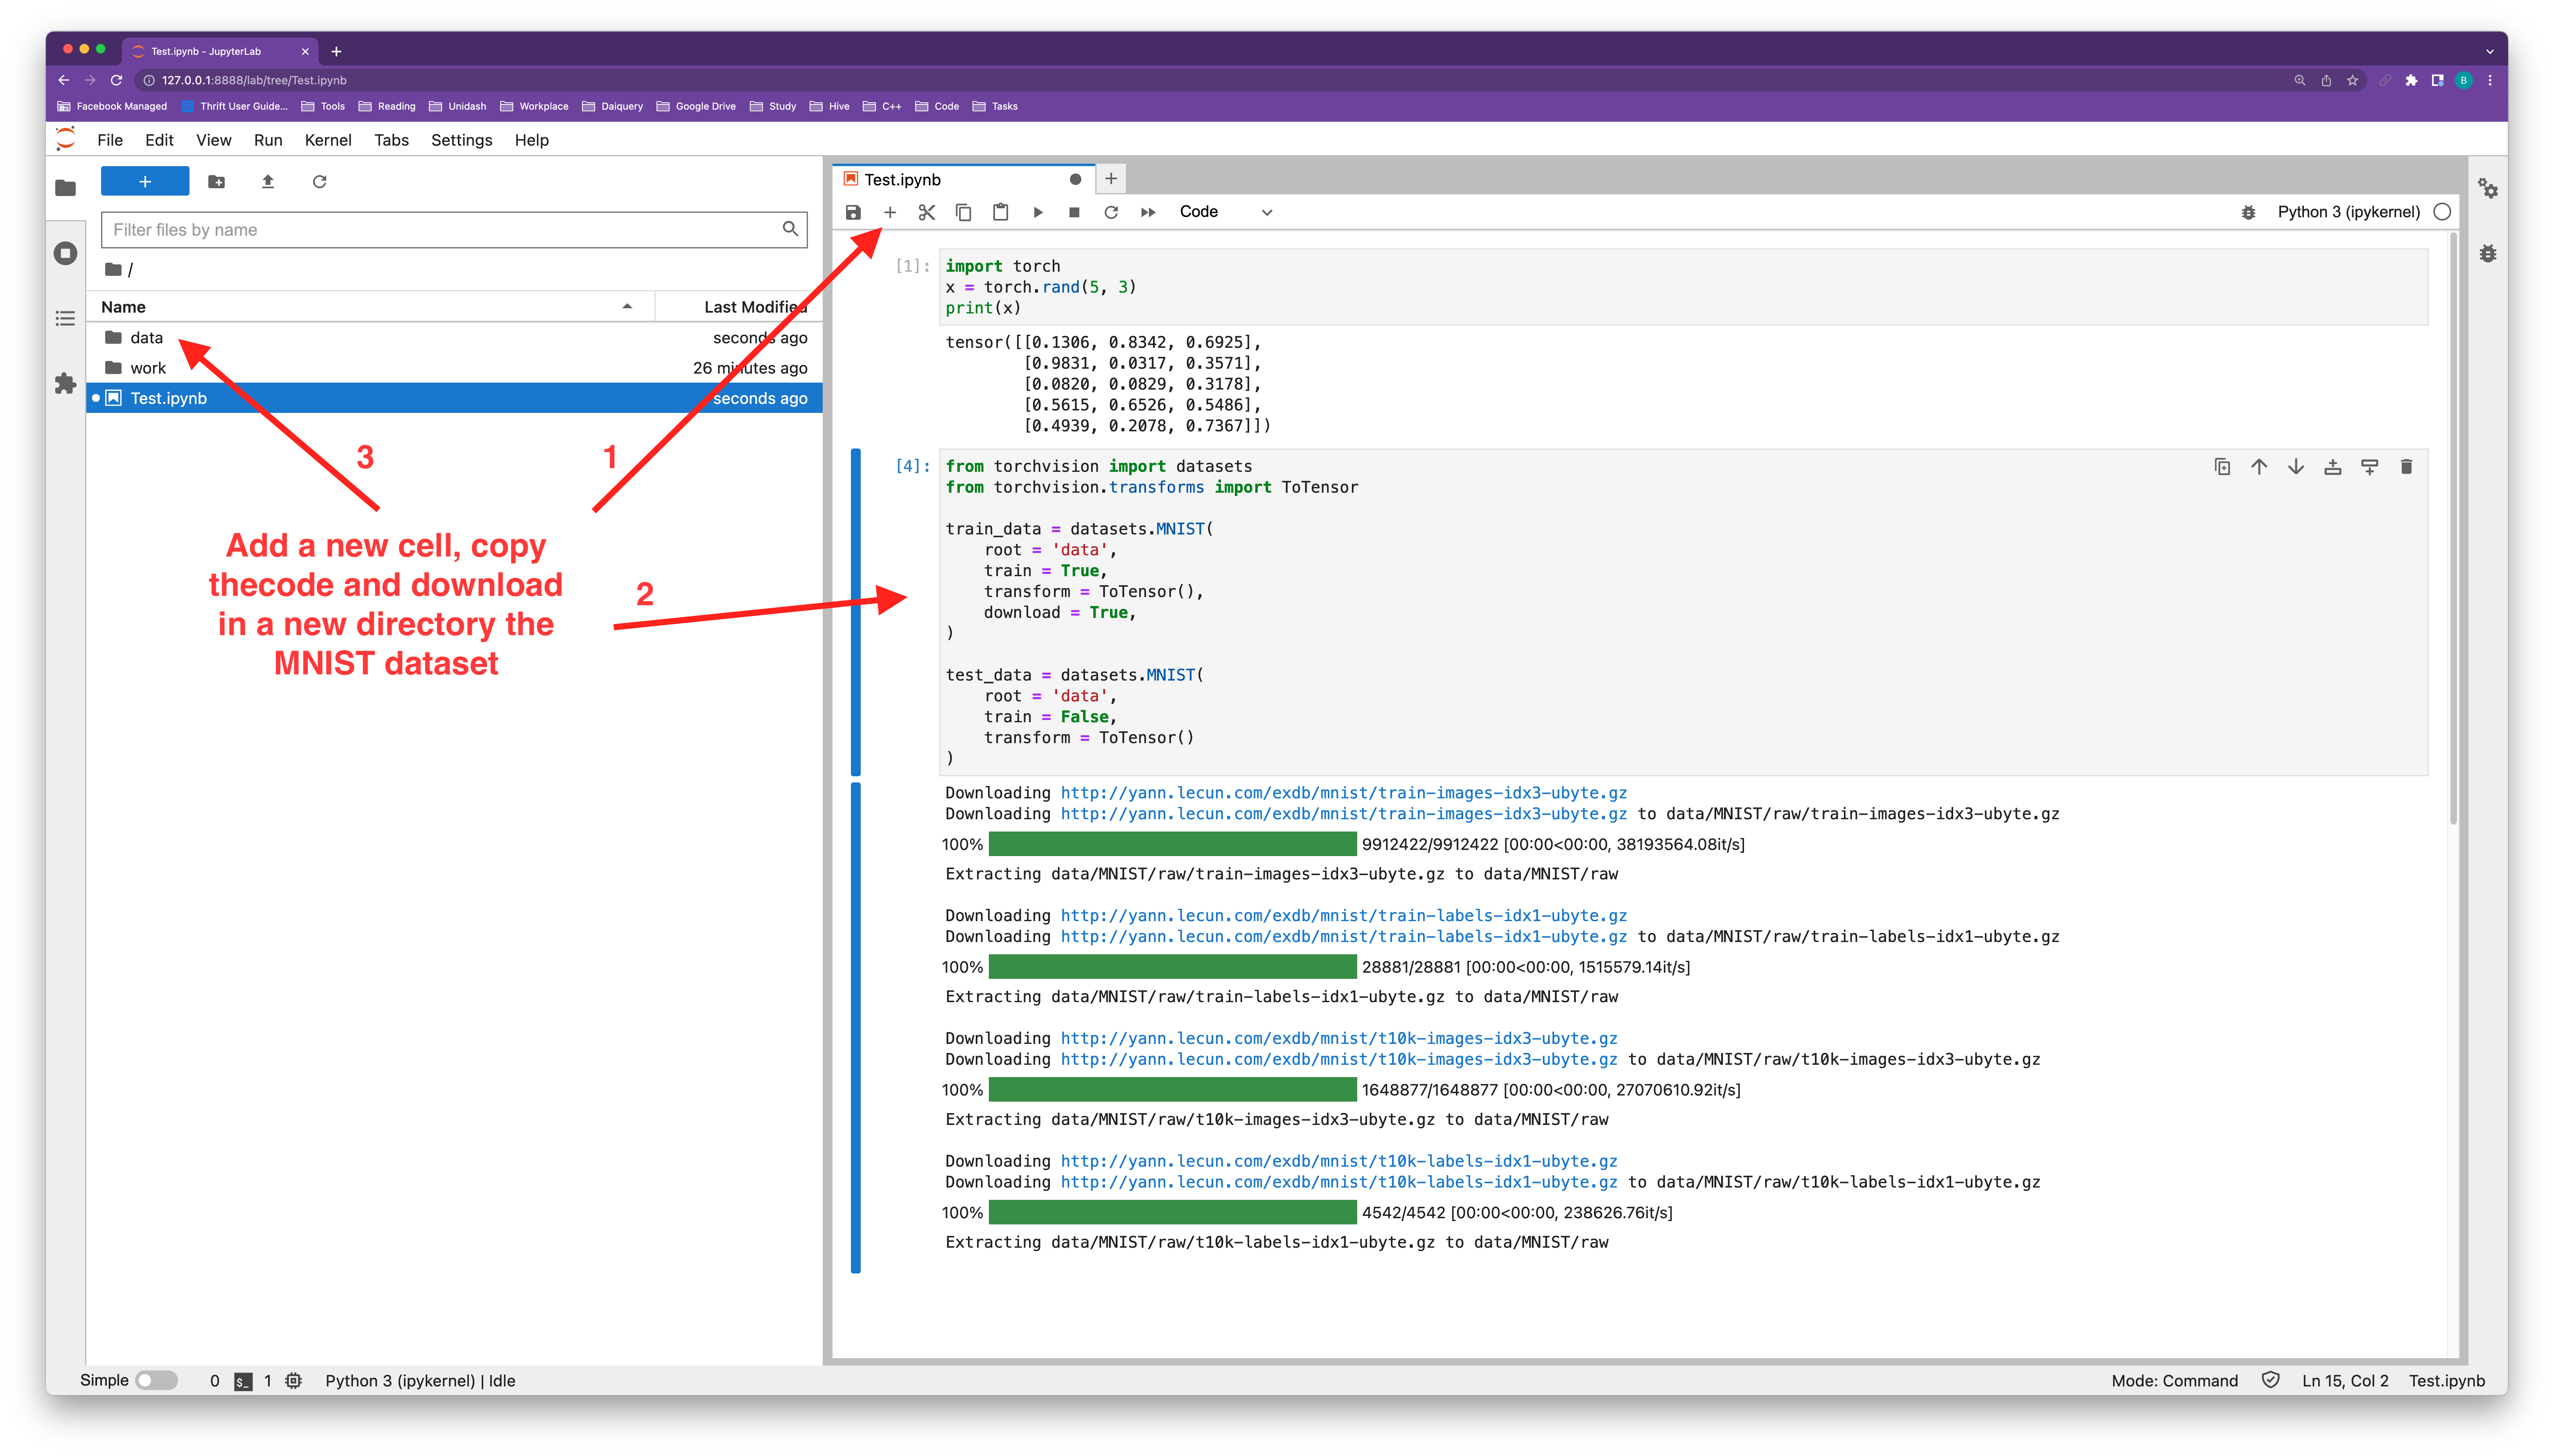 Test.ipynb - JupyterLab
127.0.0.1:8888/lab/tree/Test.ipynb
B
Facebook Managed Thrift User Guide... Tools Reading Unidash Workplace Daiquery Google Drive Study Hive C++ Code Tasks
File Edit View Run Kernel Tabs Settings Help
Filter files by name
/
Name Last Modified
data seconds ago
work 26 minutes ago
Test.ipynb seconds ago
3
1
2
Add a new cell, copy
thecode and download
in a new directory the
MNIST dataset
Test.ipynb
Code
Python 3 (ipykernel)
[1]: import torch
x = torch.rand(5, 3)
print(x)
tensor([[0.1306, 0.8342, 0.6925],
[0.9831, 0.0317, 0.3571],
[0.0820, 0.0829, 0.3178],
[0.5615, 0.6526, 0.5486],
[0.4939, 0.2078, 0.7367]])
[4]: from torchvision import datasets
from torchvision.transforms import ToTensor
train_data = datasets.MNIST(
root = 'data',
train = True,
transform = ToTensor(),
download = True,
)
test_data = datasets.MNIST(
root = 'data',
train = False,
transform = ToTensor()
)
Downloading http://yann.lecun.com/exdb/mnist/train-images-idx3-ubyte.gz
Downloading http://yann.lecun.com/exdb/mnist/train-images-idx3-ubyte.gz to data/MNIST/raw/train-images-idx3-ubyte.gz
100% 9912422/9912422 [00:00<00:00, 38193564.08it/s]
Extracting data/MNIST/raw/train-images-idx3-ubyte.gz to data/MNIST/raw
Downloading http://yann.lecun.com/exdb/mnist/train-labels-idx1-ubyte.gz
Downloading http://yann.lecun.com/exdb/mnist/train-labels-idx1-ubyte.gz to data/MNIST/raw/train-labels-idx1-ubyte.gz
100% 28881/28881 [00:00<00:00, 1515579.14it/s]
Extracting data/MNIST/raw/train-labels-idx1-ubyte.gz to data/MNIST/raw
Downloading http://yann.lecun.com/exdb/mnist/t10k-images-idx3-ubyte.gz
Downloading http://yann.lecun.com/exdb/mnist/t10k-images-idx3-ubyte.gz to data/MNIST/raw/t10k-images-idx3-ubyte.gz
100% 1648877/1648877 [00:00<00:00, 27070610.92it/s]
Extracting data/MNIST/raw/t10k-images-idx3-ubyte.gz to data/MNIST/raw
Downloading http://yann.lecun.com/exdb/mnist/t10k-labels-idx1-ubyte.gz
Downloading http://yann.lecun.com/exdb/mnist/t10k-labels-idx1-ubyte.gz to data/MNIST/raw/t10k-labels-idx1-ubyte.gz
100% 4542/4542 [00:00<00:00, 238626.76it/s]
Extracting data/MNIST/raw/t10k-labels-idx1-ubyte.gz to data/MNIST/raw
Simple 0 $_ 1 Python 3 (ipykernel) | Idle Mode: Command Ln 15, Col 2 Test.ipynb